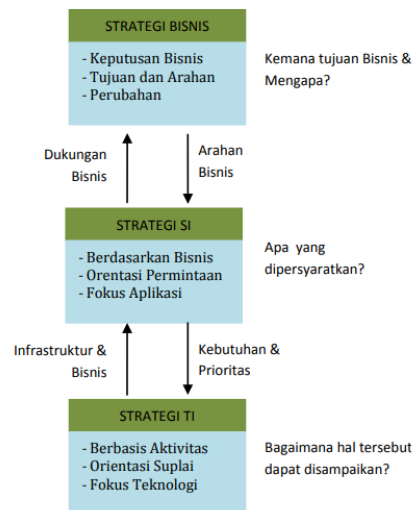 STRATEGI BISNIS
- Keputusan Bisnis
- Tujuan dan Arahan
- Perubahan
Kemana tujuan Bisnis &
Mengapa?
Dukungan
Bisnis
Arahan
Bisnis
STRATEGI SI
- Berdasarkan Bisnis
- Orentasi Permintaan
- Fokus Aplikasi
Apa yang
dipersyaratkan?
Infrastruktur &
Bisnis
Kebutuhan &
Prioritas
STRATEGI TI
- Berbasis Aktivitas
- Orientasi Suplai
- Fokus Teknologi
Bagaimana hal tersebut
dapat disampaikan?